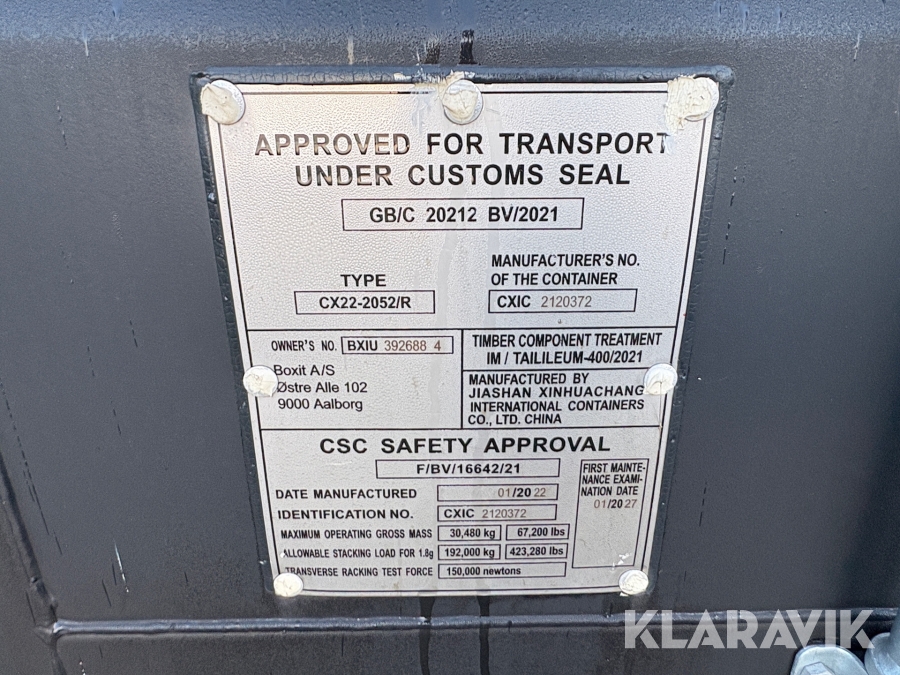 APPROVED FOR TRANSPORT
UNDER CUSTOMS SEAL
GB/C 20212 BV/2021
TYPE
CX22-2052/R
MANUFACTURER'S NO.
OF THE CONTAINER
CXIC 2120372
OWNER'S NO. BXIU 392688 4
Boxit A/S
Østre Alle 102
9000 Aalborg
TIMBER COMPONENT TREATMENT
IM / TAILILEUM-400/2021
MANUFACTURED BY
JIASHAN XINHUACHANG
INTERNATIONAL CONTAINERS
CO., LTD. CHINA
CSC SAFETY APPROVAL
F/BV/16642/21
DATE MANUFACTURED 01/2022
IDENTIFICATION NO. CXIC 2120372
MAXIMUM OPERATING GROSS MASS 30,480 kg 67,200 lbs
ALLOWABLE STACKING LOAD FOR 1.8g 192,000 kg 423,280 lbs
TRANSVERSE RACKING TEST FORCE 150,000 newtons
FIRST MAINTE-
NANCE EXAMI-
NATION DATE
01/2027
KLARAVIK